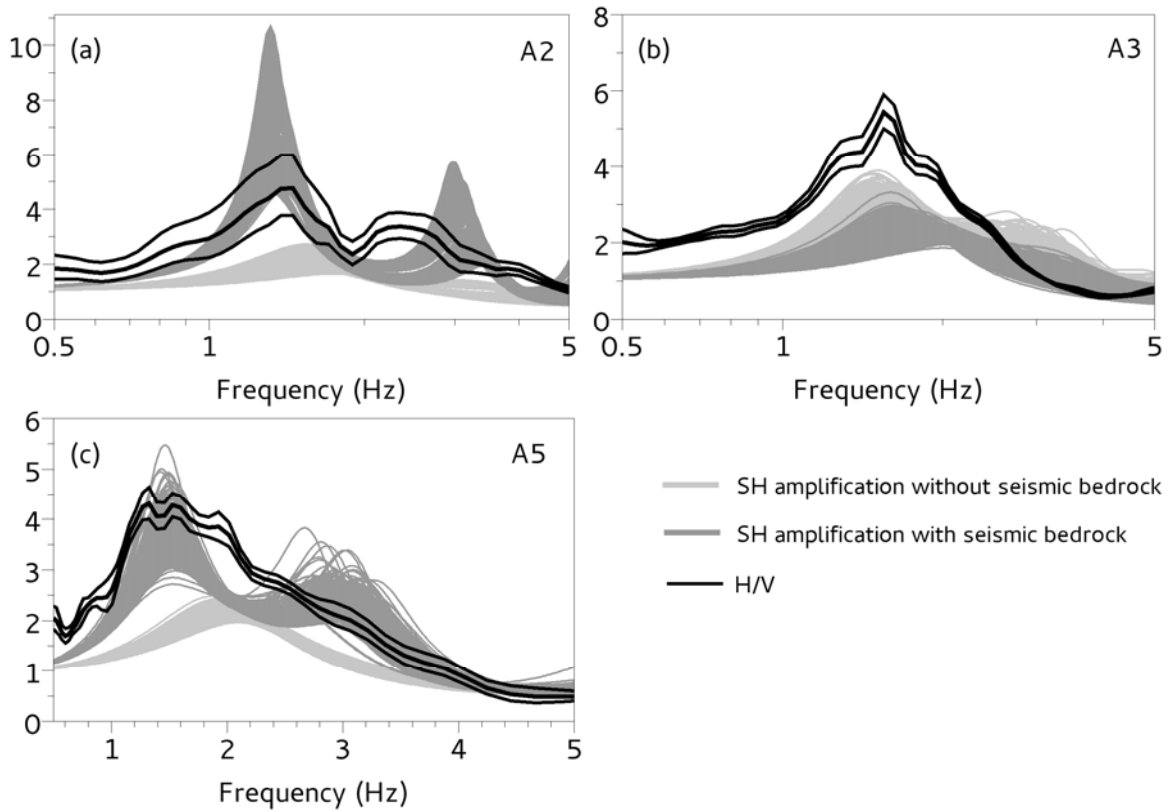 (a) A2
10
8
6
4
2
0
0.5 1 5
Frequency (Hz)
(b) A3
8
6
4
2
0
0.5 1 5
Frequency (Hz)
(c) A5
6
5
4
3
2
1
0
1 2 3 4 5
Frequency (Hz)
SH amplification without seismic bedrock
SH amplification with seismic bedrock
H/V